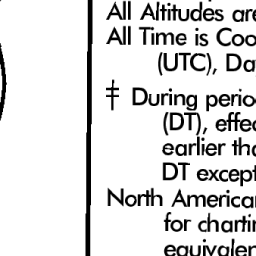 All Altitudes are
All Time is Coo
(UTC), Da
‡ During perio
(DT), effe
earlier tha
DT except
North American
for chartin
equivalen